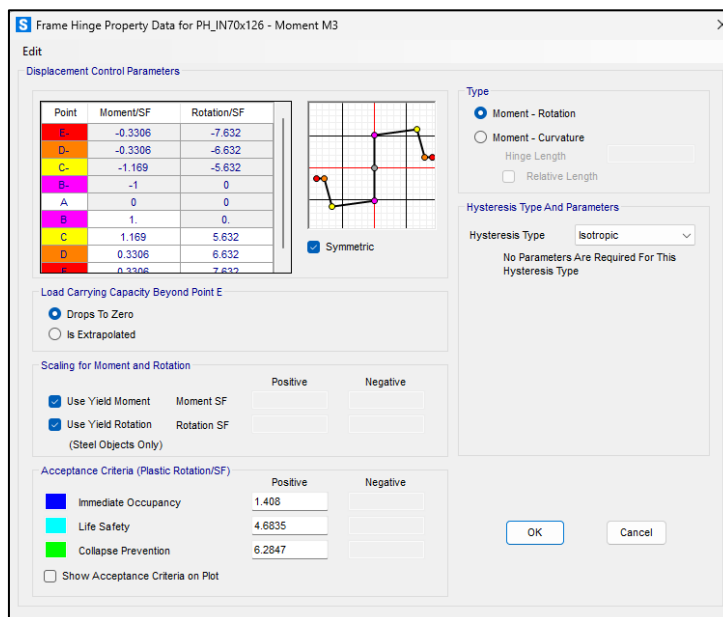 S Frame Hinge Property Data for PH_IN70x126 - Moment M3
Edit
Displacement Control Parameters
Point Moment/SF Rotation/SF
E- -0.3306 -7.632
D- -0.3306 -6.632
C- -1.169 -5.632
B- -1 0
A 0 0
B 1. 0.
C 1.169 5.632
D 0.3306 6.632
E 0.3306 7.632
Symmetric
Type
Moment - Rotation
Moment - Curvature
Hinge Length
Relative Length
Hysteresis Type And Parameters
Hysteresis Type Isotropic
No Parameters Are Required For This
Hysteresis Type
Load Carrying Capacity Beyond Point E
Drops To Zero
Is Extrapolated
Scaling for Moment and Rotation
Positive Negative
Use Yield Moment Moment SF
Use Yield Rotation Rotation SF
(Steel Objects Only)
Acceptance Criteria (Plastic Rotation/SF)
Positive Negative
Immediate Occupancy 1.408
Life Safety 4.6835
Collapse Prevention 6.2847
Show Acceptance Criteria on Plot
OK Cancel